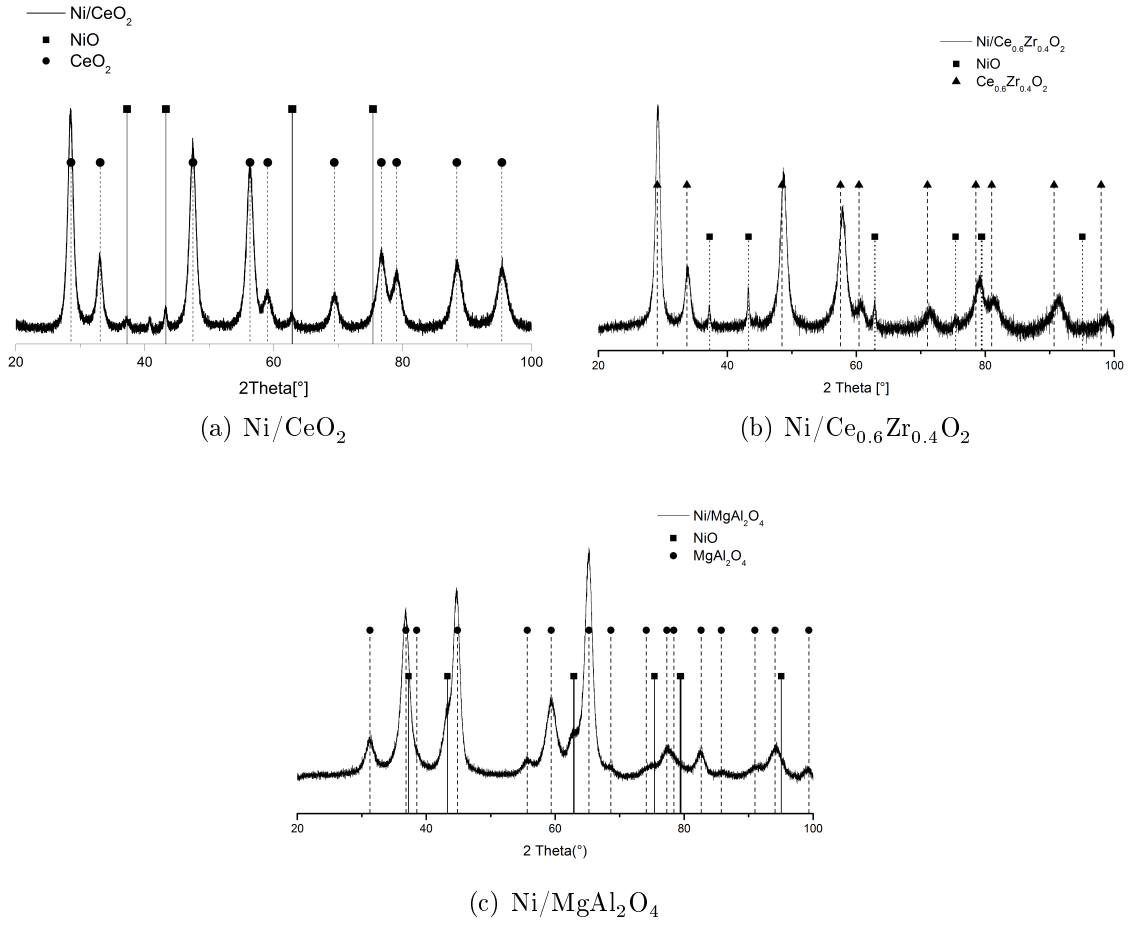 Ni/CeO₂
NiO
CeO₂
20 40 60 80 100
2Theta[°]
(a) Ni/CeO₂
Ni/Ce₀.₆Zr₀.₄O₂
NiO
Ce₀.₆Zr₀.₄O₂
20 40 60 80 100
2 Theta [°]
(b) Ni/Ce₀.₆Zr₀.₄O₂
Ni/MgAl₂O₄
NiO
MgAl₂O₄
20 40 60 80 100
2 Theta(°)
(c) Ni/MgAl₂O₄